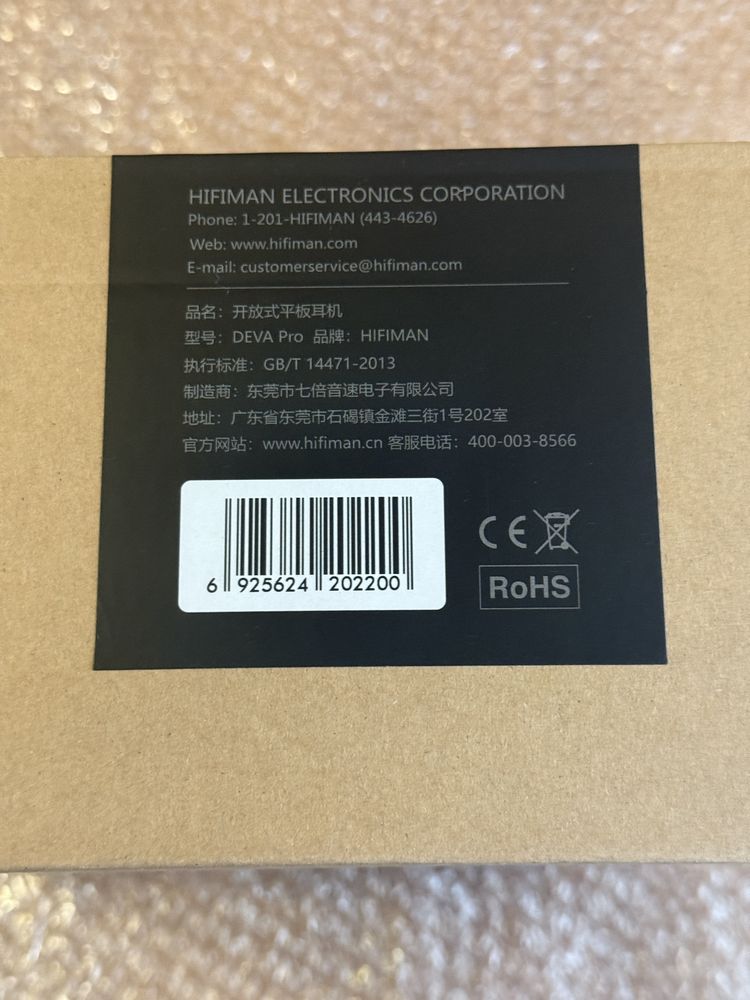 HIFIMAN ELECTRONICS CORPORATION
Phone: 1-201-HIFIMAN (443-4626)
Web: www.hifiman.com
E-mail: customerservice@hifiman.com
品名：开放式平板耳机
型号：DEVA Pro 品牌：HIFIMAN
执行标准：GB/T 14471-2013
制造商：东莞市七倍音速电子有限公司
地址：广东省东莞市石碣镇金滩三街1号202室
官方网站：www.hifiman.cn 客服电话：400-003-8566
6 925624 202200
CE
RoHS